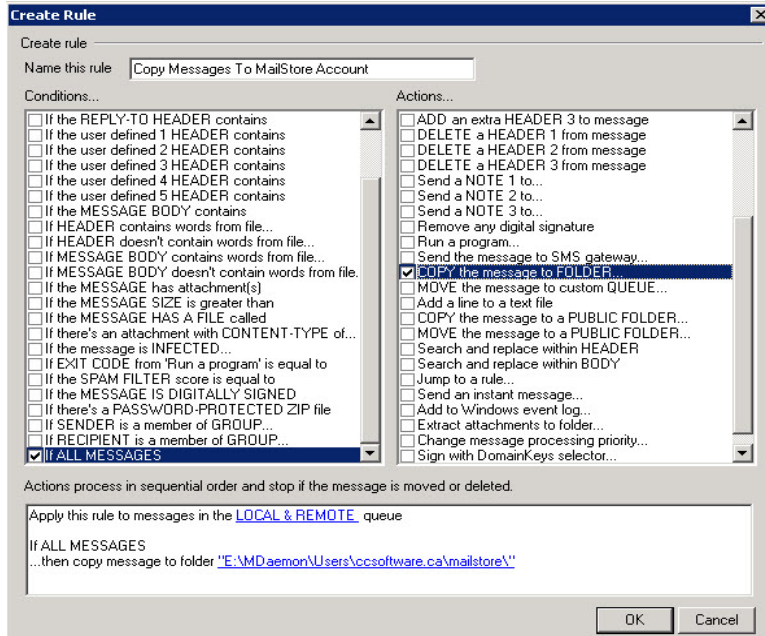 Create Rule
Create rule
Name this rule Copy Messages To MailStore Account
Conditions...
If the REPLY-TO HEADER contains
If the user defined 1 HEADER contains
If the user defined 2 HEADER contains
If the user defined 3 HEADER contains
If the user defined 4 HEADER contains
If the user defined 5 HEADER contains
If the MESSAGE BODY contains
If HEADER contains words from file...
If HEADER doesn't contain words from file...
If MESSAGE BODY contains words from file...
If MESSAGE BODY doesn't contain words from file.
If the MESSAGE has attachment(s)
If the MESSAGE SIZE is greater than
If the MESSAGE HAS A FILE called
If there's an attachment with CONTENT-TYPE of...
If the message is INFECTED...
If EXIT CODE from 'Run a program' is equal to
If the SPAM FILTER score is equal to
If the MESSAGE IS DIGITALLY SIGNED
If there's a PASSWORD-PROTECTED ZIP file
If SENDER is a member of GROUP...
If RECIPIENT is a member of GROUP...
If ALL MESSAGES
Actions...
ADD an extra HEADER 3 to message
DELETE a HEADER 1 from message
DELETE a HEADER 2 from message
DELETE a HEADER 3 from message
Send a NOTE 1 to...
Send a NOTE 2 to...
Send a NOTE 3 to...
Remove any digital signature
Run a program...
Send the message to SMS gateway...
COPY the message to FOLDER...
MOVE the message to custom QUEUE...
Add a line to a text file
COPY the message to a PUBLIC FOLDER...
MOVE the message to a PUBLIC FOLDER...
Search and replace within HEADER
Search and replace within BODY
Jump to a rule...
Send an instant message...
Add to Windows event log...
Extract attachments to folder...
Change message processing priority...
Sign with DomainKeys selector...
Actions process in sequential order and stop if the message is moved or deleted.
Apply this rule to messages in the LOCAL & REMOTE queue
If ALL MESSAGES
...then copy message to folder "E:\MDaemon\Users\ccsoftware.ca\mailstore\"
OK Cancel